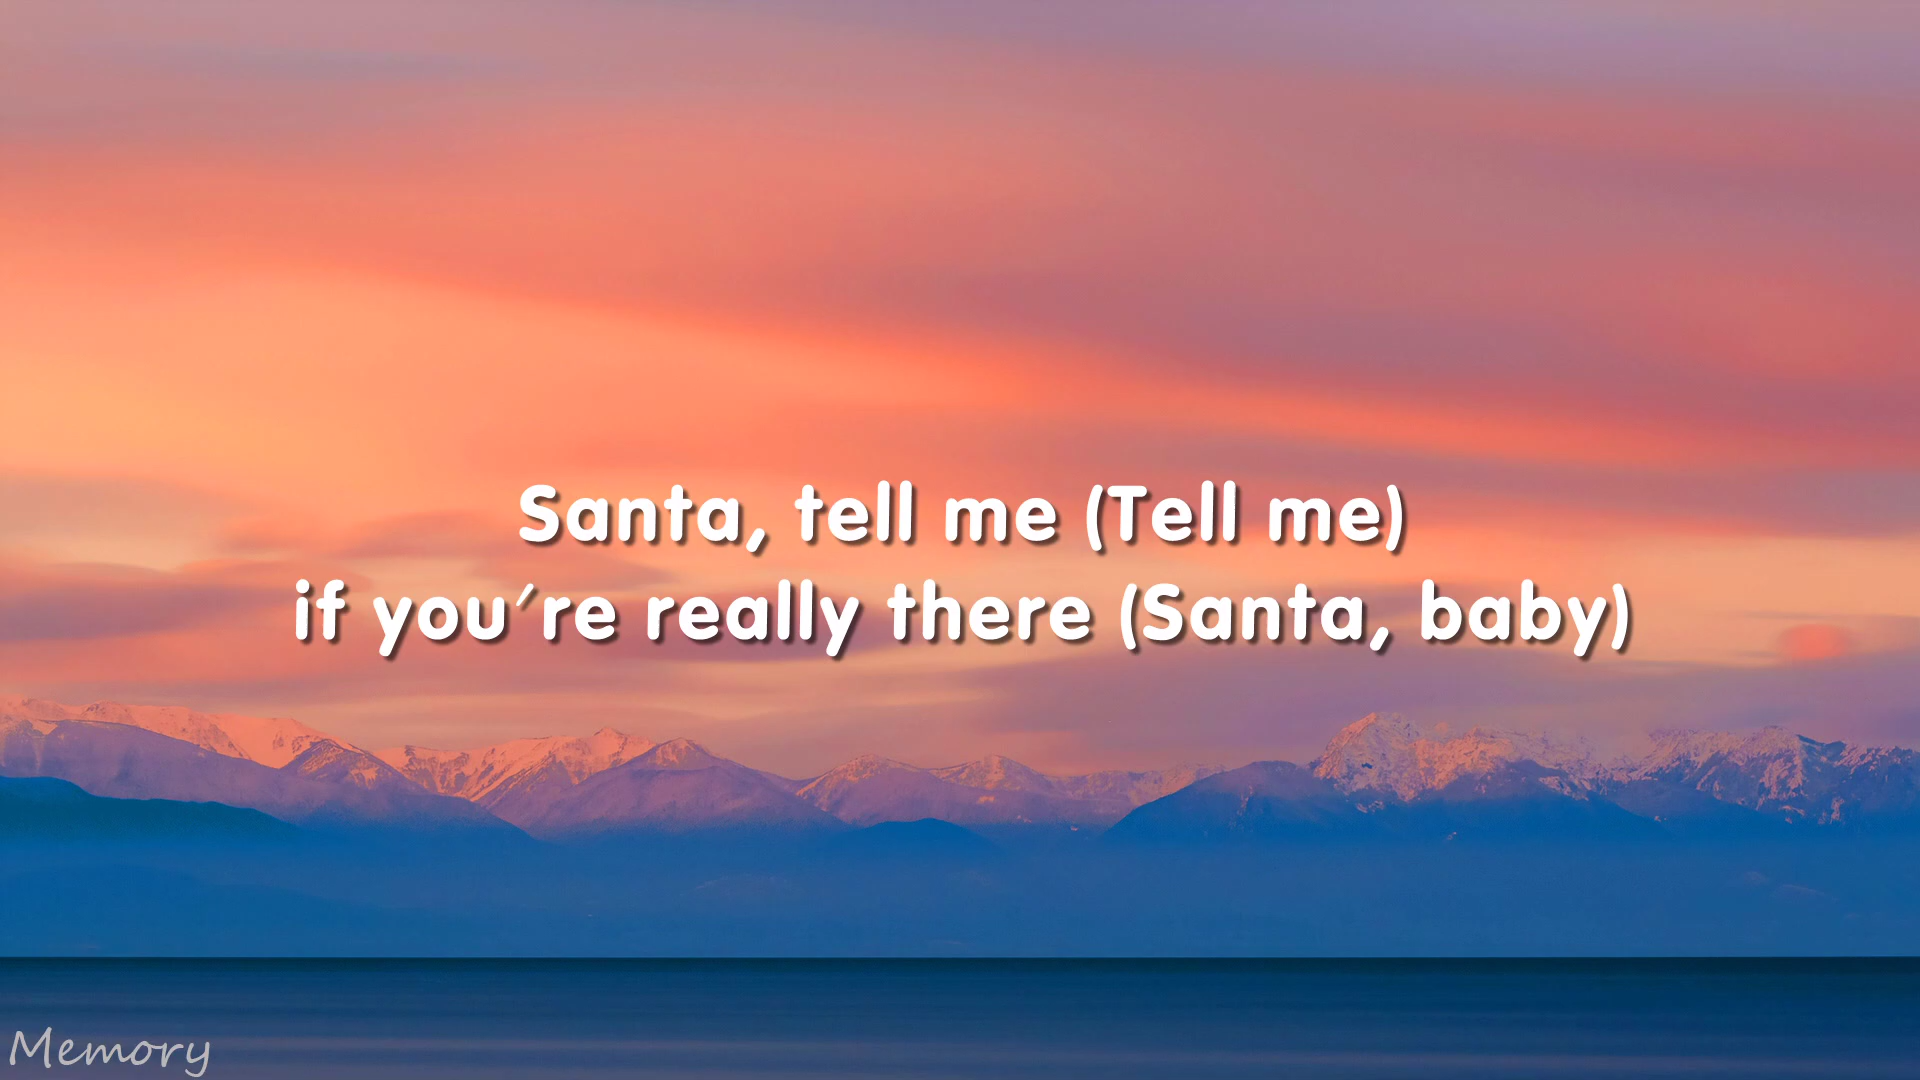 Santa, tell me (Tell me)
if you're really there (Santa, baby)
Memory